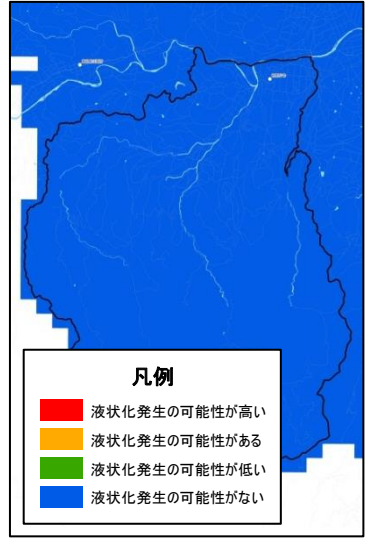 凡例
液状化発生の可能性が高い
液状化発生の可能性がある
液状化発生の可能性が低い
液状化発生の可能性がない